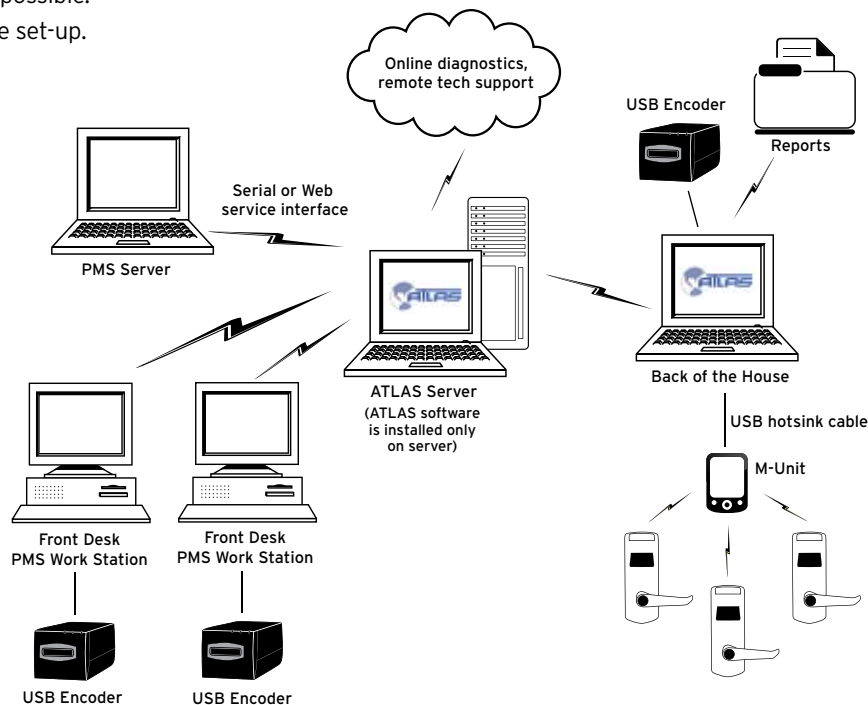 possible.
e set-up.
Online diagnostics,
remote tech support
USB Encoder
Reports
Serial or Web
service interface
PMS Server
ATLAS
ATLAS
ATLAS Server
(ATLAS software
is installed only
on server)
Back of the House
USB hotsink cable
M-Unit
Front Desk
PMS Work Station
Front Desk
PMS Work Station
USB Encoder
USB Encoder